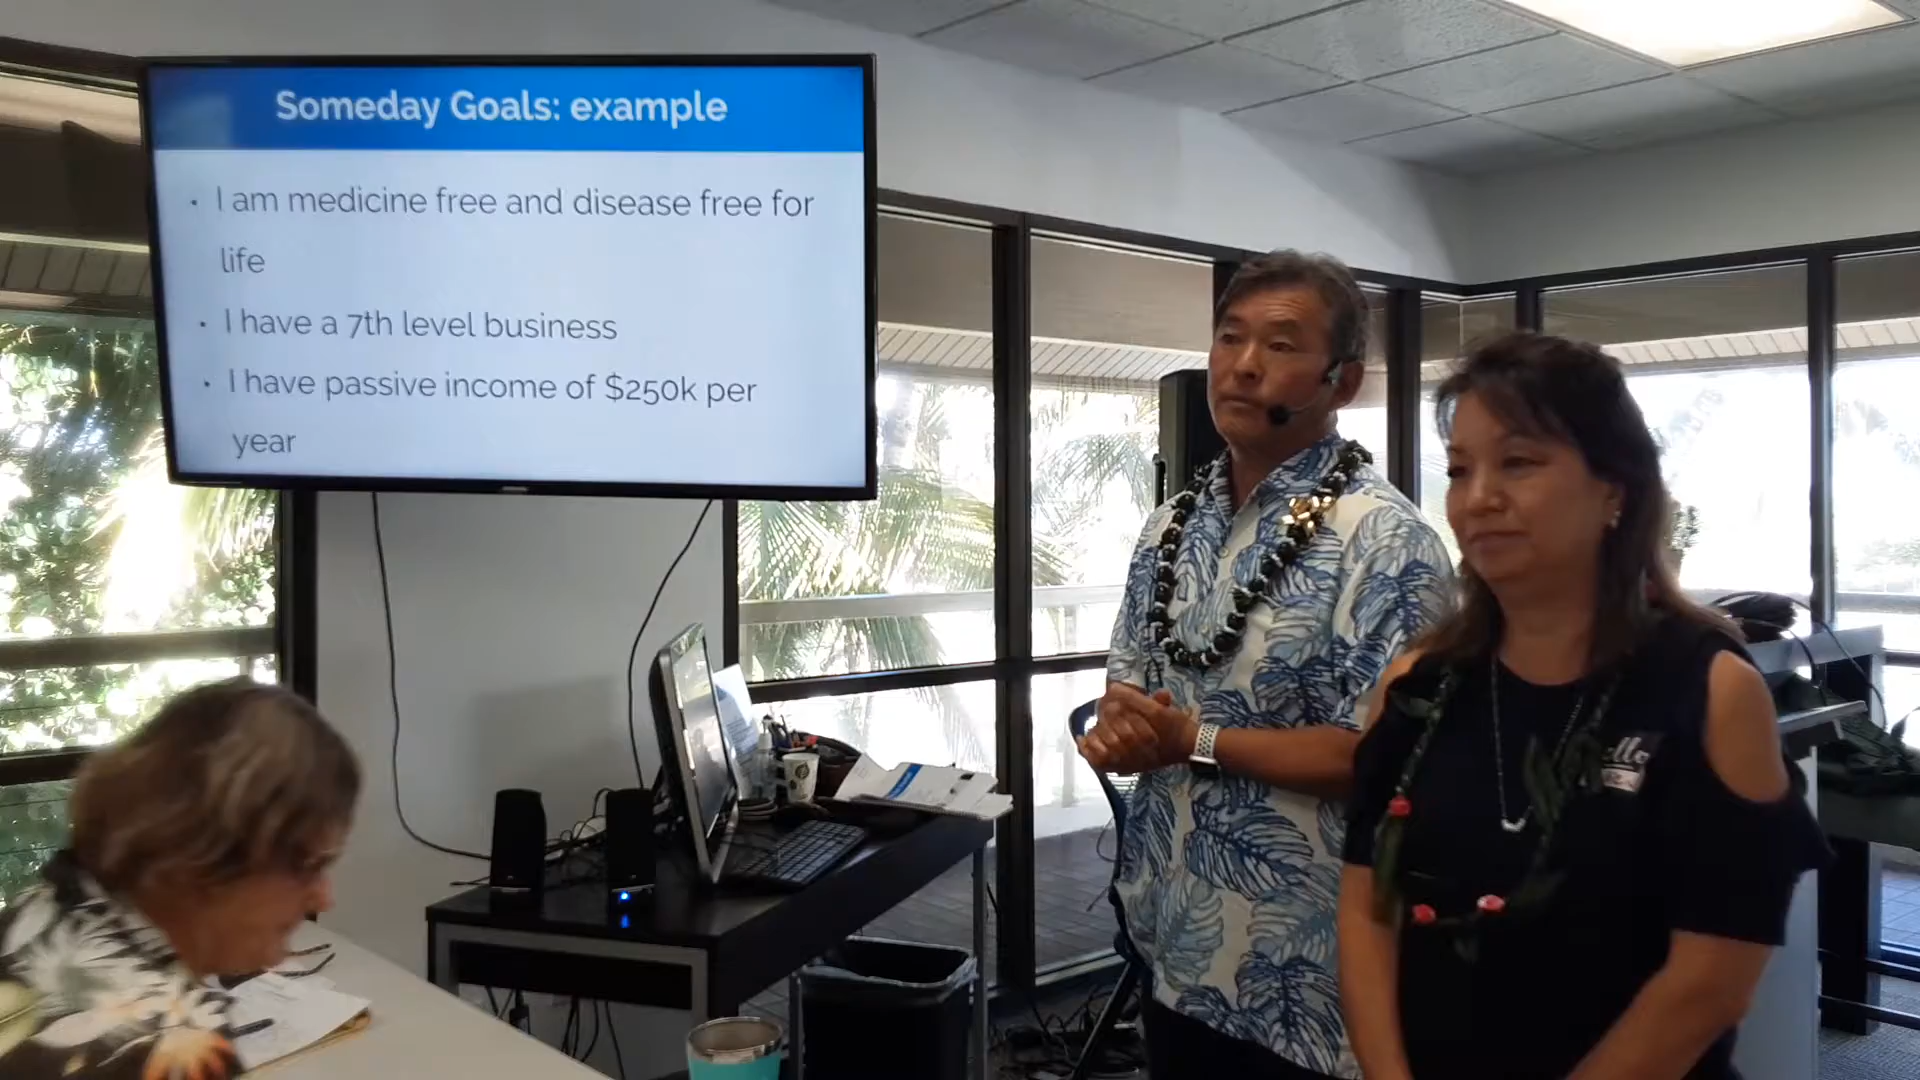 Someday Goals: example
• I am medicine free and disease free for
life
• I have a 7th level business
• I have passive income of $250k per
year